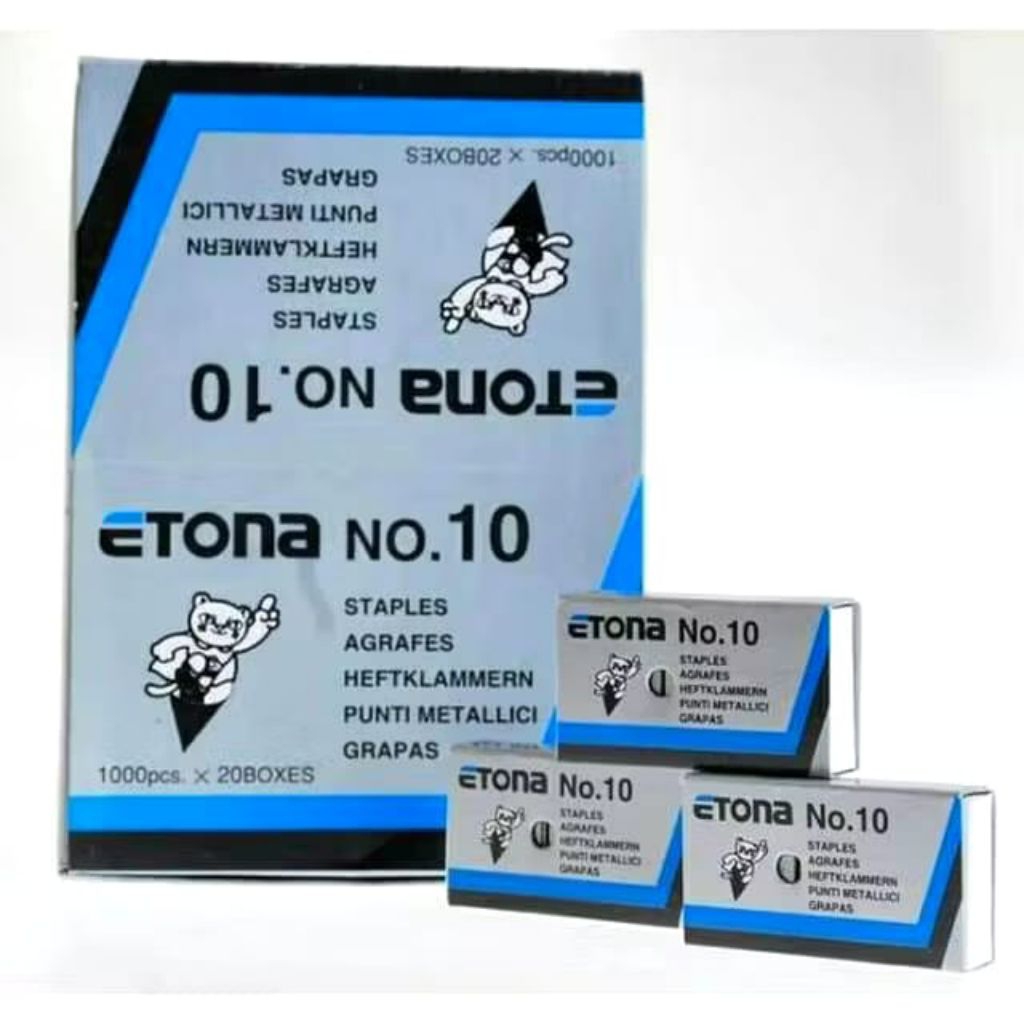 1000pcs. × 20BOXES
GRAPAS
PUNTI METALLICI
HEFTKLAMMERN
AGRAFES
STAPLES
ETONA NO.10
ETONA NO.10
STAPLES
AGRAFES
HEFTKLAMMERN
PUNTI METALLICI
GRAPAS
1000pcs. × 20BOXES
ETONA No.10
STAPLES
AGRAFES
HEFTKLAMMERN
PUNTI METALLICI
GRAPAS
ETONA No.10
STAPLES
AGRAFES
HEFTKLAMMERN
PUNTI METALLICI
GRAPAS
ETONA No.10
STAPLES
AGRAFES
HEFTKLAMMERN
PUNTI METALLICI
GRAPAS